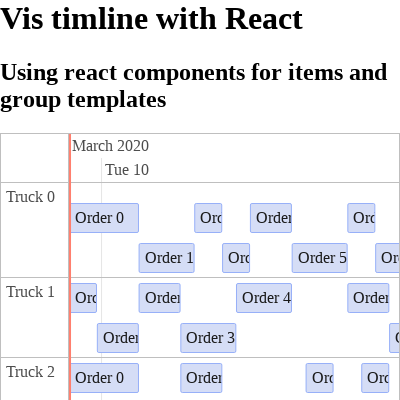 Vis timline with React
Using react components for items and
group templates
March 2020
Tue 10
Truck 0
Order 0 Orc Order Orc
Order 1 Orc Order 5 Or
Truck 1
Orc Order Order 4 Order
Order Order 3
Truck 2
Order 0 Order Orc Orc